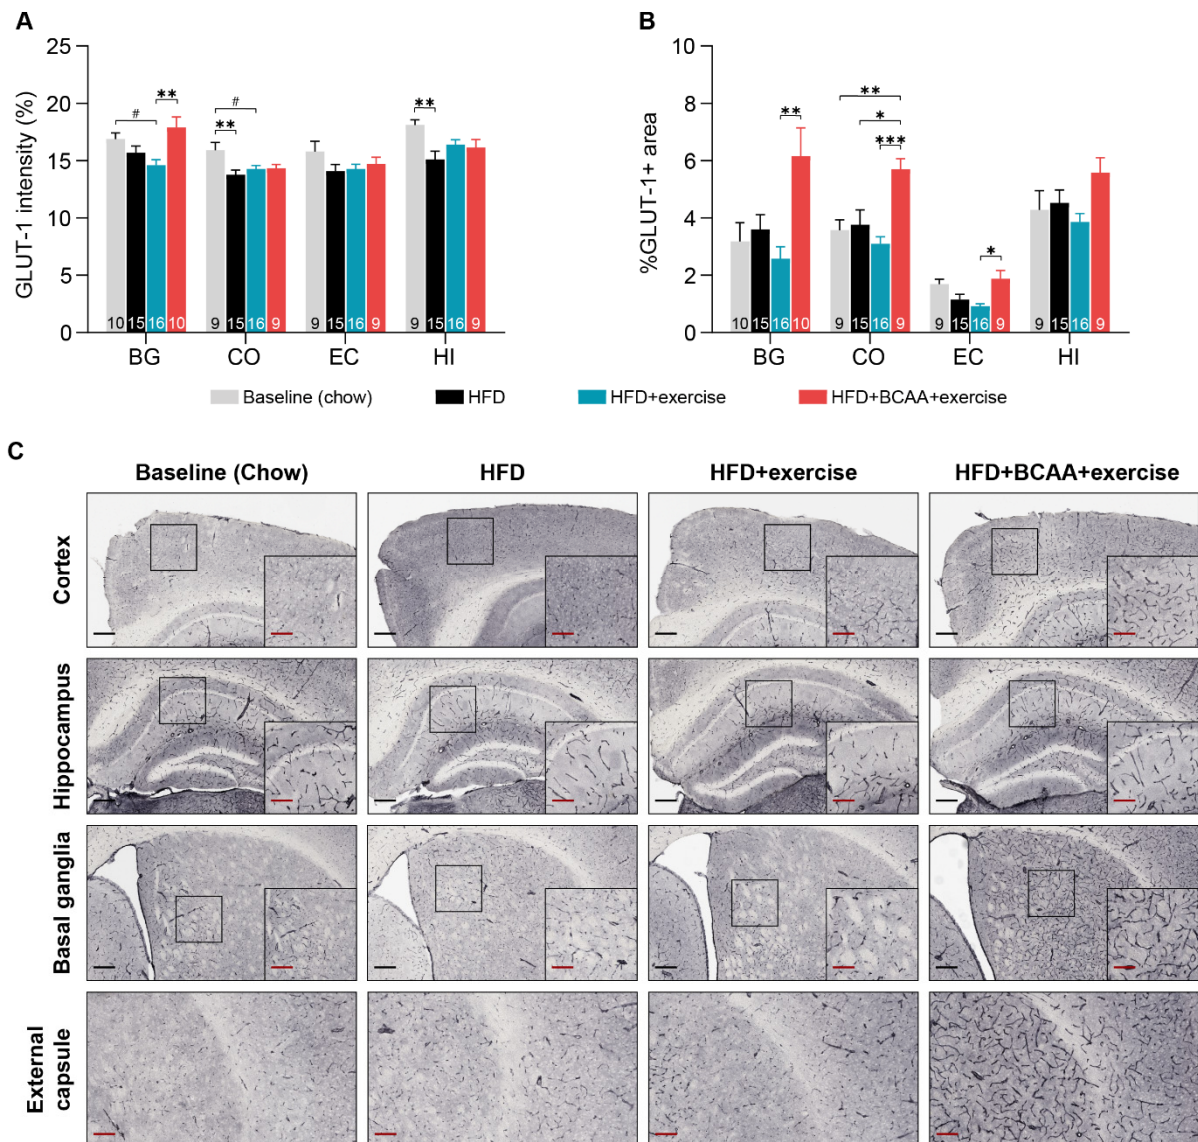 A
GLUT-1 intensity (%)
25
20
15
10
5
0
# **
# **
**
10 15 16 10
9 15 16 9
9 15 16 9
9 15 16 9
BG CO EC HI
B
%GLUT-1+ area
10
8
6
4
2
0
**
**
*
***
*
10 15 16 10
9 15 16 9
9 15 16 9
9 15 16 9
BG CO EC HI
Baseline (chow) HFD HFD+exercise HFD+BCAA+exercise
C
Baseline (Chow) HFD HFD+exercise HFD+BCAA+exercise
Cortex
Hippocampus
Basal ganglia
External
capsule